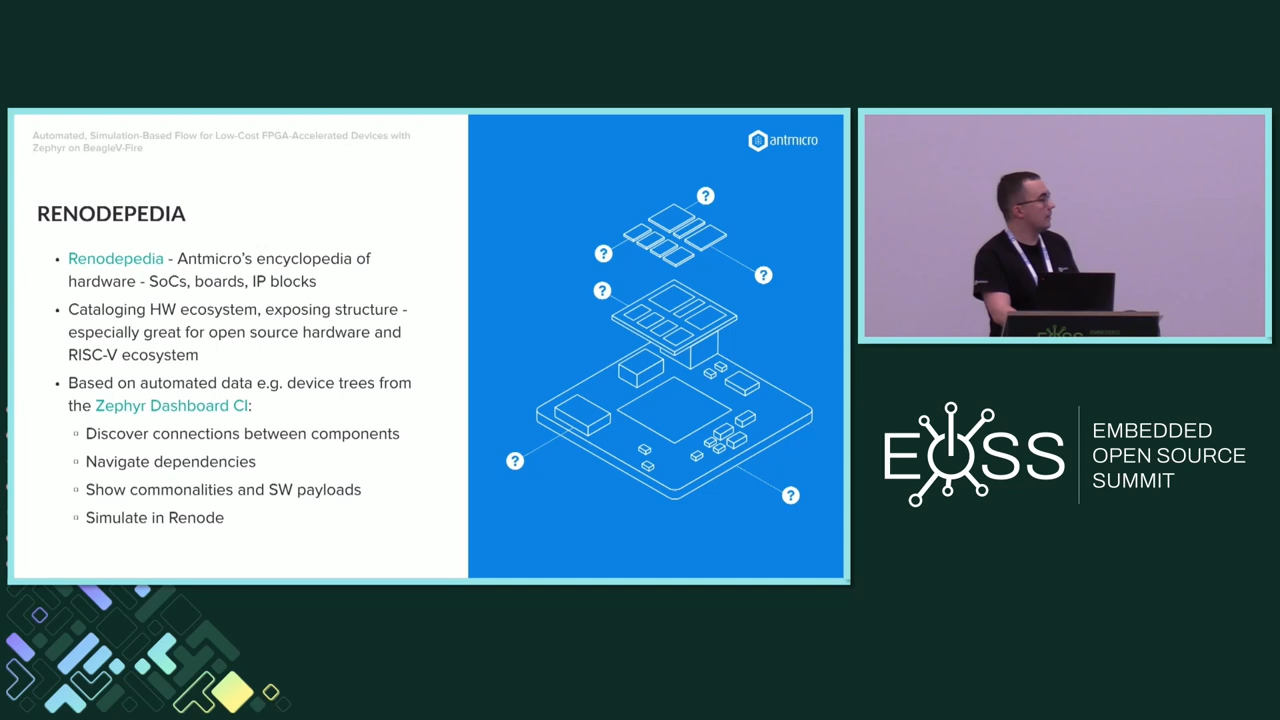 Automated, Simulation-Based Flow for Low-Cost FPGA-Accelerated Devices with
Zephyr on BeagleV-Fire
antmicro
RENODEPEDIA
• Renodepedia - Antmicro's encyclopedia of
hardware - SoCs, boards, IP blocks
• Cataloging HW ecosystem, exposing structure -
especially great for open source hardware and
RISC-V ecosystem
• Based on automated data e.g. device trees from
the Zephyr Dashboard CI:
▫ Discover connections between components
▫ Navigate dependencies
▫ Show commonalities and SW payloads
▫ Simulate in Renode
?
?
?
?
?
?
EOSS
EMBEDDED
OPEN SOURCE
SUMMIT